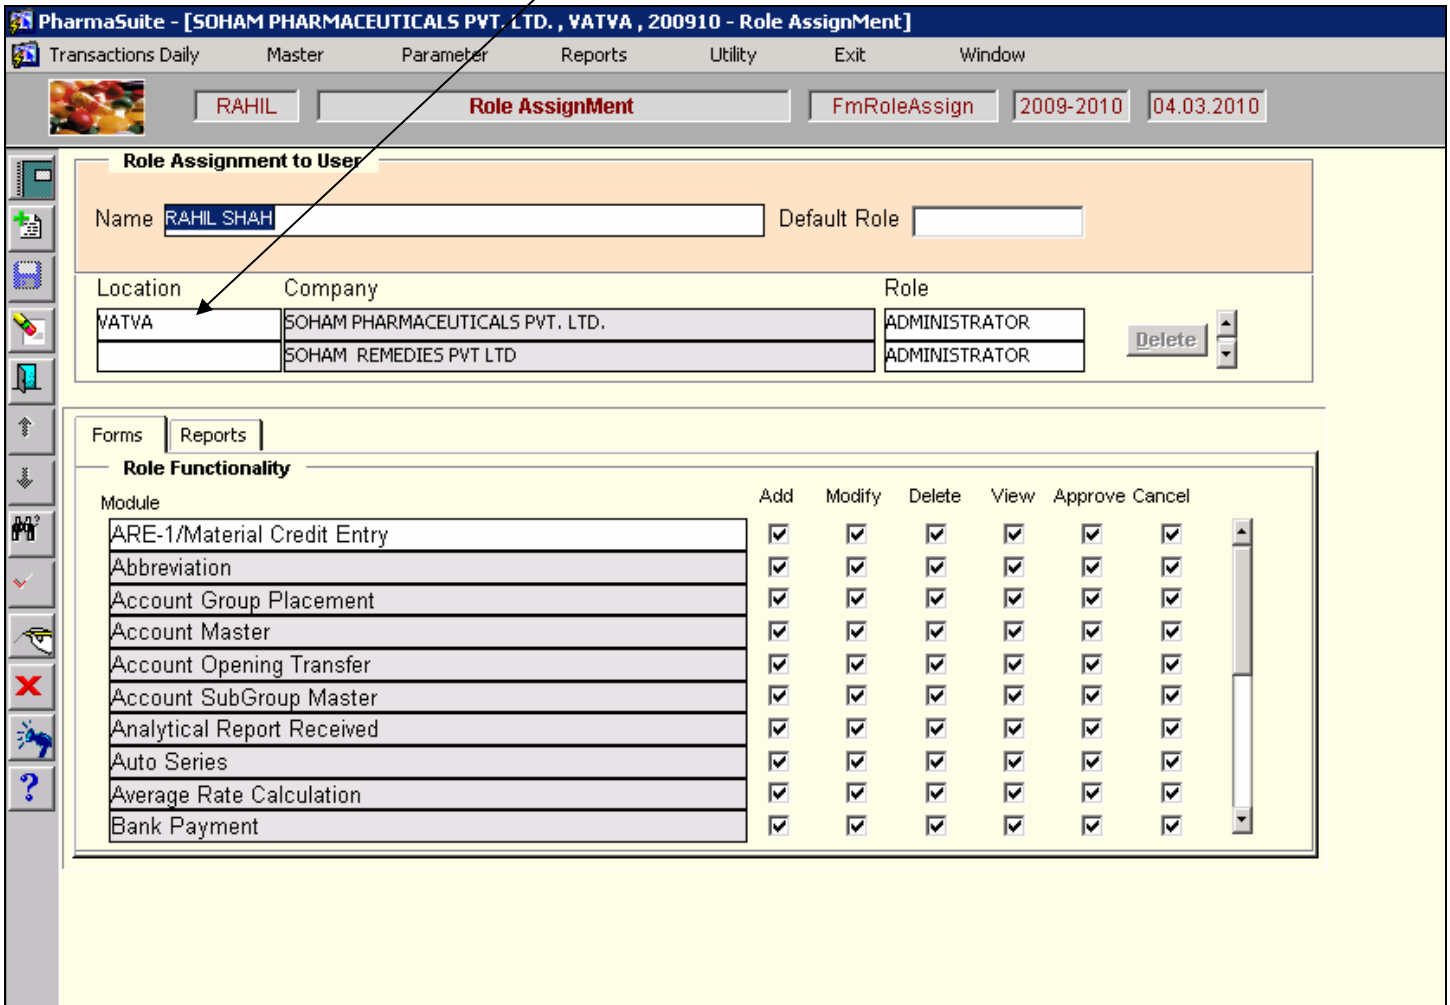 PharmaSuite - [SOHAM PHARMACEUTICALS PVT. LTD. , VATVA , 200910 - Role AssignMent]
Transactions Daily Master Parameter Reports Utility Exit Window
RAHIL Role AssignMent FmRoleAssign 2009-2010 04.03.2010
Role Assignment to User
Name RAHIL SHAH Default Role
Location Company Role
VATVA SOHAM PHARMACEUTICALS PVT. LTD. ADMINISTRATOR
SOHAM REMEDIES PVT LTD ADMINISTRATOR
Delete
Forms Reports
Role Functionality
Module Add Modify Delete View Approve Cancel
ARE-1/Material Credit Entry
Abbreviation
Account Group Placement
Account Master
Account Opening Transfer
Account SubGroup Master
Analytical Report Received
Auto Series
Average Rate Calculation
Bank Payment